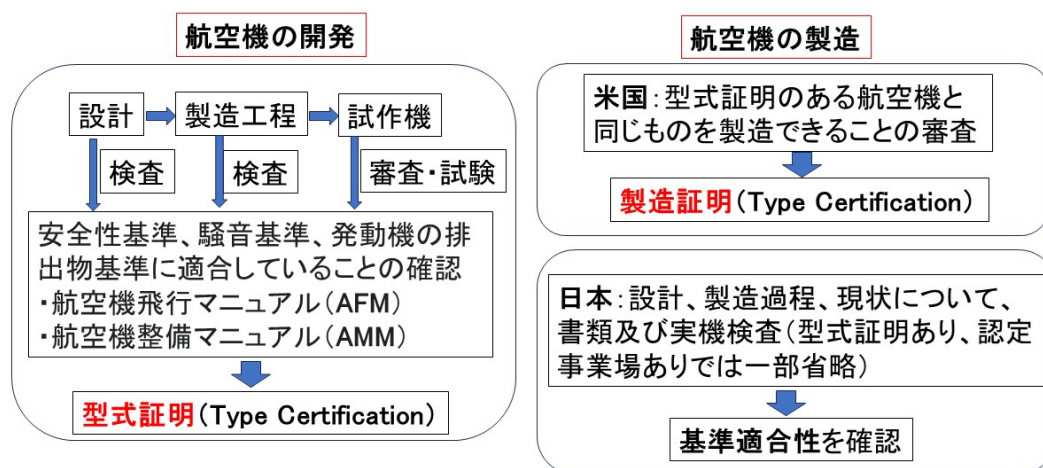 航空機の開発
設計
製造工程
試作機
検査
検査
審査・試験
安全性基準、騒音基準、発動機の排
出物基準に適合していることの確認
・航空機飛行マニュアル(AFM)
・航空機整備マニュアル(AMM)
型式証明(Type Certification)
航空機の製造
米国:型式証明のある航空機と
同じものを製造できることの審査
製造証明(Type Certification)
日本:設計、製造過程、現状について、
書類及び実機検査(型式証明あり、認定
事業場ありでは一部省略)
基準適合性を確認